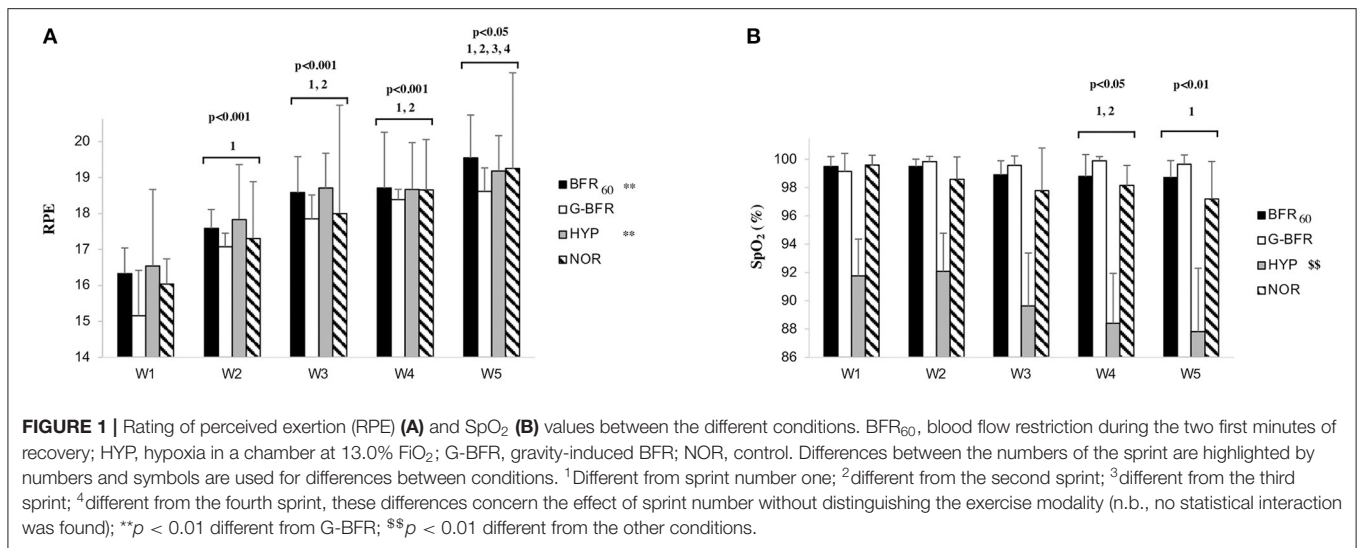 A
p<0.05
1, 2, 3, 4
p<0.001
1, 2
p<0.001
1, 2
p<0.001
1
20
19
18
17
16
15
14
RPE
W1 W2 W3 W4 W5
BFR60 **
G-BFR
HYP **
NOR
B
p<0.05
1, 2
p<0.01
1
100
98
96
94
92
90
88
86
SpO2 (%)
W1 W2 W3 W4 W5
BFR60
G-BFR
HYP $$
NOR
FIGURE 1 | Rating of perceived exertion (RPE) (A) and SpO2 (B) values between the different conditions. BFR60, blood flow restriction during the two first minutes of
recovery; HYP, hypoxia in a chamber at 13.0% FiO2; G-BFR, gravity-induced BFR; NOR, control. Differences between the numbers of the sprint are highlighted by
numbers and symbols are used for differences between conditions. 1Different from sprint number one; 2different from the second sprint; 3different from the third
sprint; 4different from the fourth sprint, these differences concern the effect of sprint number without distinguishing the exercise modality (n.b., no statistical interaction
was found); **p < 0.01 different from G-BFR; $$p < 0.01 different from the other conditions.